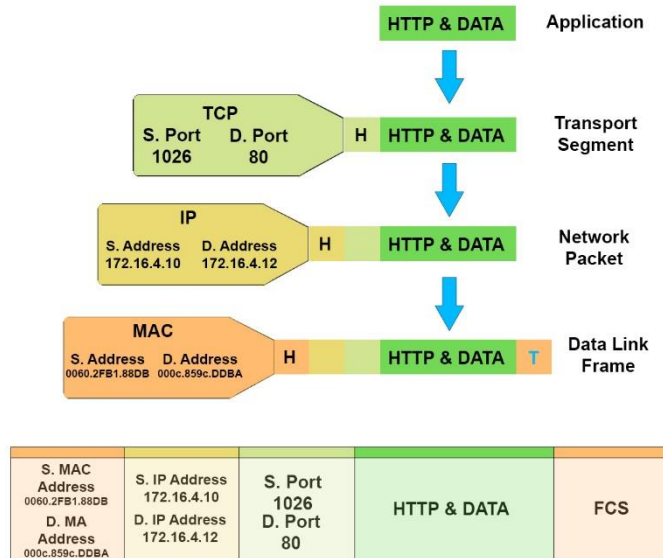 HTTP & DATA
Application
TCP
S. Port
D. Port
1026
80
H
HTTP & DATA
Transport
Segment
IP
S. Address
D. Address
172.16.4.10
172.16.4.12
H
HTTP & DATA
Network
Packet
MAC
S. Address
D. Address
0060.2FB1.88DB
000c.859c.DDBA
H
HTTP & DATA
T
Data Link
Frame
S. MAC
Address
0060.2FB1.88DB
D. MA
Address
000c.859c.DDBA
S. IP Address
172.16.4.10
D. IP Address
172.16.4.12
S. Port
1026
D. Port
80
HTTP & DATA
FCS